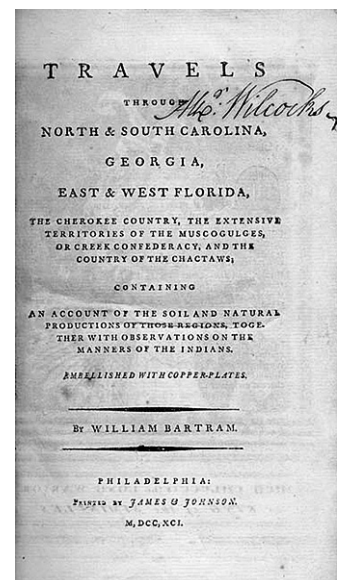 TRAVELS
THROUGH
Alexr. Wilcocks
NORTH & SOUTH CAROLINA,
GEORGIA,
EAST & WEST FLORIDA,
THE CHEROKEE COUNTRY, THE EXTENSIVE
TERRITORIES OF THE MUSCOGULGES,
OR CREEK CONFEDERACY, AND THE
COUNTRY OF THE CHACTAWS;
CONTAINING
AN ACCOUNT OF THE SOIL AND NATURAL
PRODUCTIONS OF THOSE REGIONS, TOGE-
THER WITH OBSERVATIONS ON THE
MANNERS OF THE INDIANS.
EMBELLISHED WITH COPPER-PLATES.
BY WILLIAM BARTRAM.
PHILADELPHIA:
PRINTED BY JAMES & JOHNSON.
M,DCC,XCI.